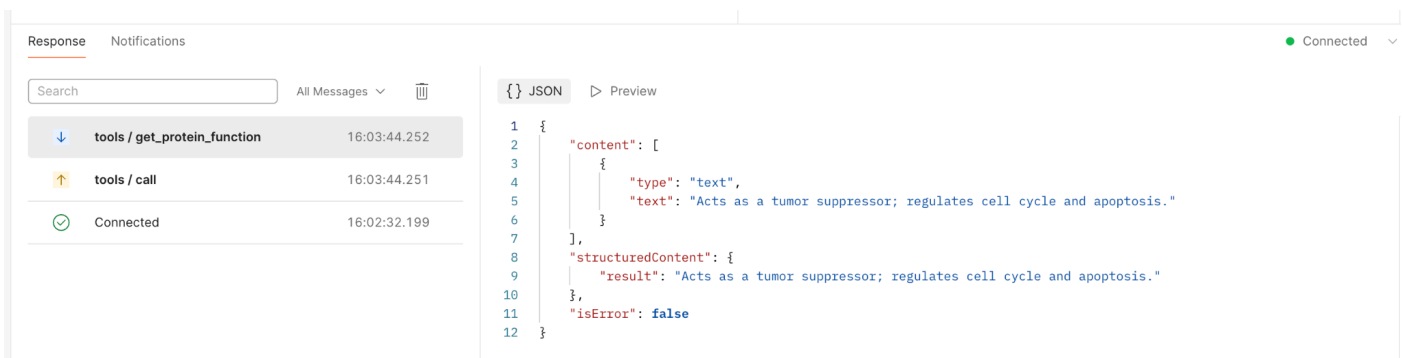 Response Notifications Connected
Search All Messages
tools / get_protein_function 16:03:44.252
tools / call 16:03:44.251
Connected 16:02:32.199
{} JSON Preview
1 {
2 "content": [
3 {
4 "type": "text",
5 "text": "Acts as a tumor suppressor; regulates cell cycle and apoptosis."
6 }
7 ],
8 "structuredContent": {
9 "result": "Acts as a tumor suppressor; regulates cell cycle and apoptosis."
10 },
11 "isError": false
12 }